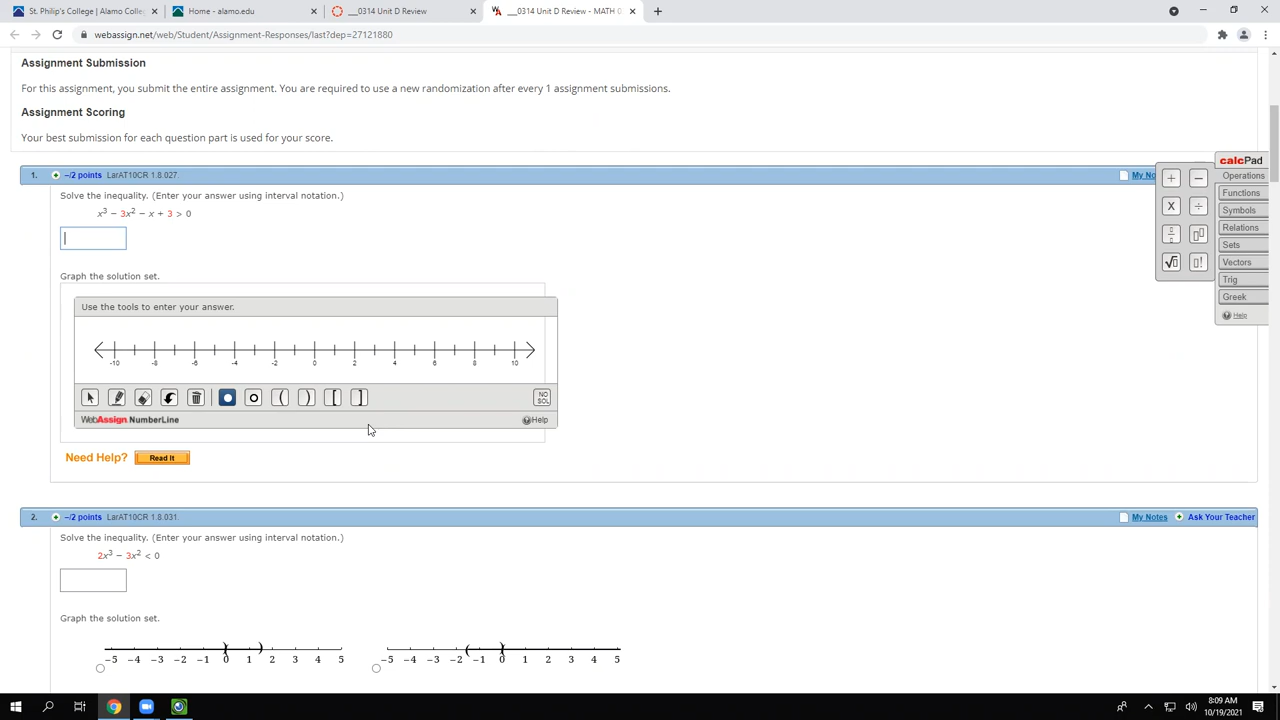 St. Philip's College | Alamo Colle
Home - alamo.edu
__0314 Unit D Review
__0314 Unit D Review - MATH 0
webassign.net/web/Student/Assignment-Responses/last?dep=27121880
Assignment Submission
For this assignment, you submit the entire assignment. You are required to use a new randomization after every 1 assignment submissions.
Assignment Scoring
Your best submission for each question part is used for your score.
1. –/2 points LarAT10CR 1.8.027. My No
Solve the inequality. (Enter your answer using interval notation.)
x³ − 3x² − x + 3 > 0
Graph the solution set.
Use the tools to enter your answer.
-10 -8 -6 -4 -2 0 2 4 6 8 10
( ) [ ] NO SOL
WebAssign NumberLine Help
Need Help? Read It
calcPad
Operations
Functions
Symbols
Relations
Sets
Vectors
Trig
Greek
Help
+ −
X ÷
√ !
2. –/2 points LarAT10CR 1.8.031. My Notes Ask Your Teacher
Solve the inequality. (Enter your answer using interval notation.)
2x³ − 3x² < 0
Graph the solution set.
−5 −4 −3 −2 −1 0 1 2 3 4 5
−5 −4 −3 −2 −1 0 1 2 3 4 5
8:09 AM
10/19/2021